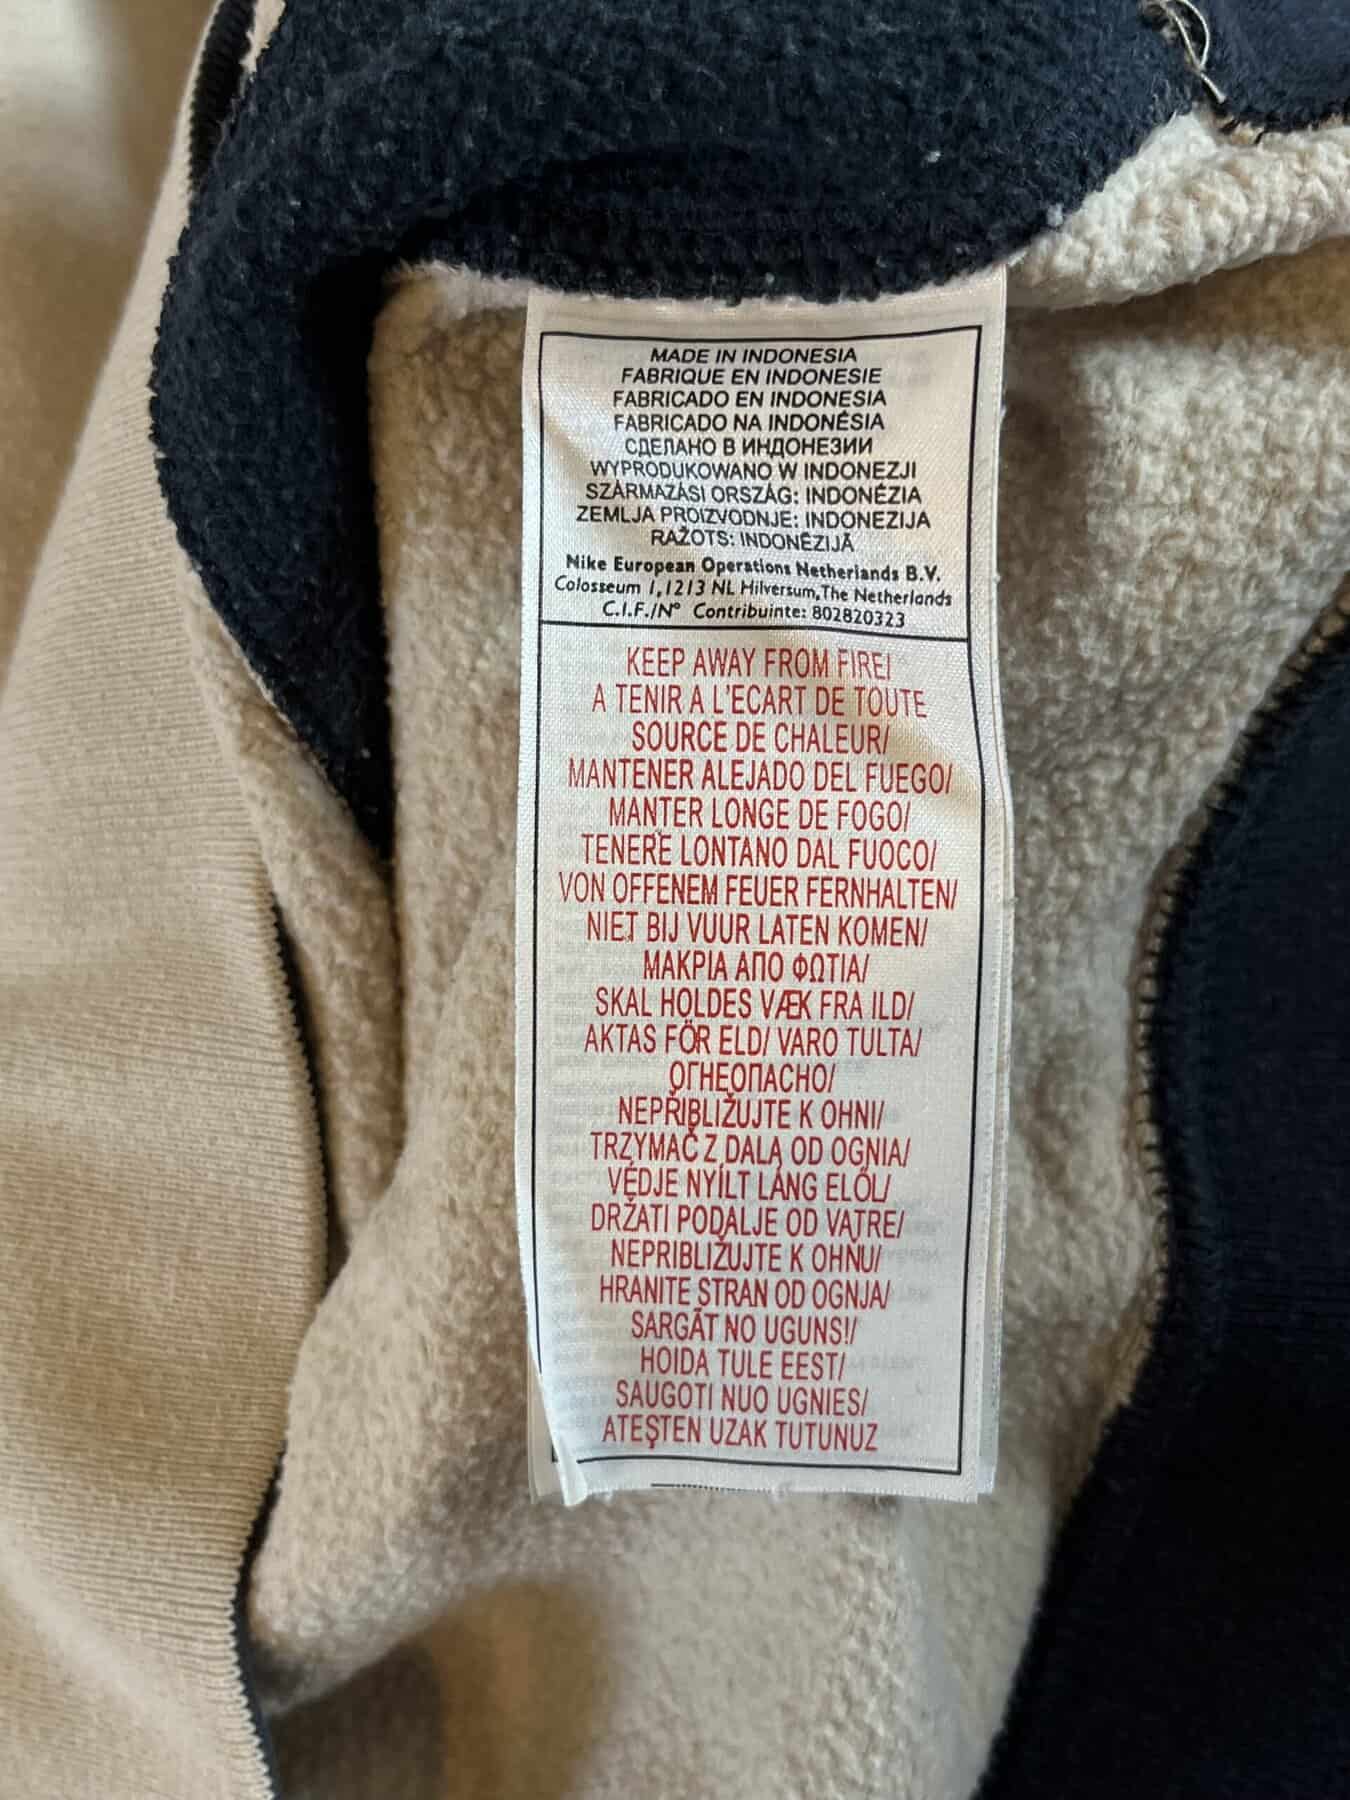 MADE IN INDONESIA
FABRIQUE EN INDONESIE
FABRICADO EN INDONESIA
FABRICADO NA INDONÉSIA
СДЕЛАНО В ИНДОНЕЗИИ
WYPRODUKOWANO W INDONEZJI
SZÁRMAZÁSI ORSZÁG: INDONÉZIA
ZEMLJA PROIZVODNJE: INDONEZIJA
RAŽOTS: INDONĒZIJĀ
Nike European Operations Netherlands B.V.
Colosseum 1, 1213 NL Hilversum, The Netherlands
C.I.F./N° Contribuinte: 802820323
KEEP AWAY FROM FIRE/
A TENIR A L'ECART DE TOUTE
SOURCE DE CHALEUR/
MANTENER ALEJADO DEL FUEGO/
MANTER LONGE DE FOGO/
TENERE LONTANO DAL FUOCO/
VON OFFENEM FEUER FERNHALTEN/
NIET BIJ VUUR LATEN KOMEN/
ΜΑΚΡΙΑ ΑΠΟ ΦΩΤΙΑ/
SKAL HOLDES VÆK FRA ILD/
AKTAS FÖR ELD/ VARO TULTA/
ОГНЕОПАСНО/
NEPŘIBLIŽUJTE K OHNI/
TRZYMAČ Z DALA OD OGNIA/
VÉDJE NYÍLT LÁNG ELŐL/
DRŽATI PODALJE OD VATRE/
NEPRIBLIŽUJTE K OHŇU/
HRANITE STRAN OD OGNJA/
SARGĀT NO UGUNS!/
HOIDA TULE EEST/
SAUGOTI NUO UGNIES/
ATEŞTEN UZAK TUTUNUZ